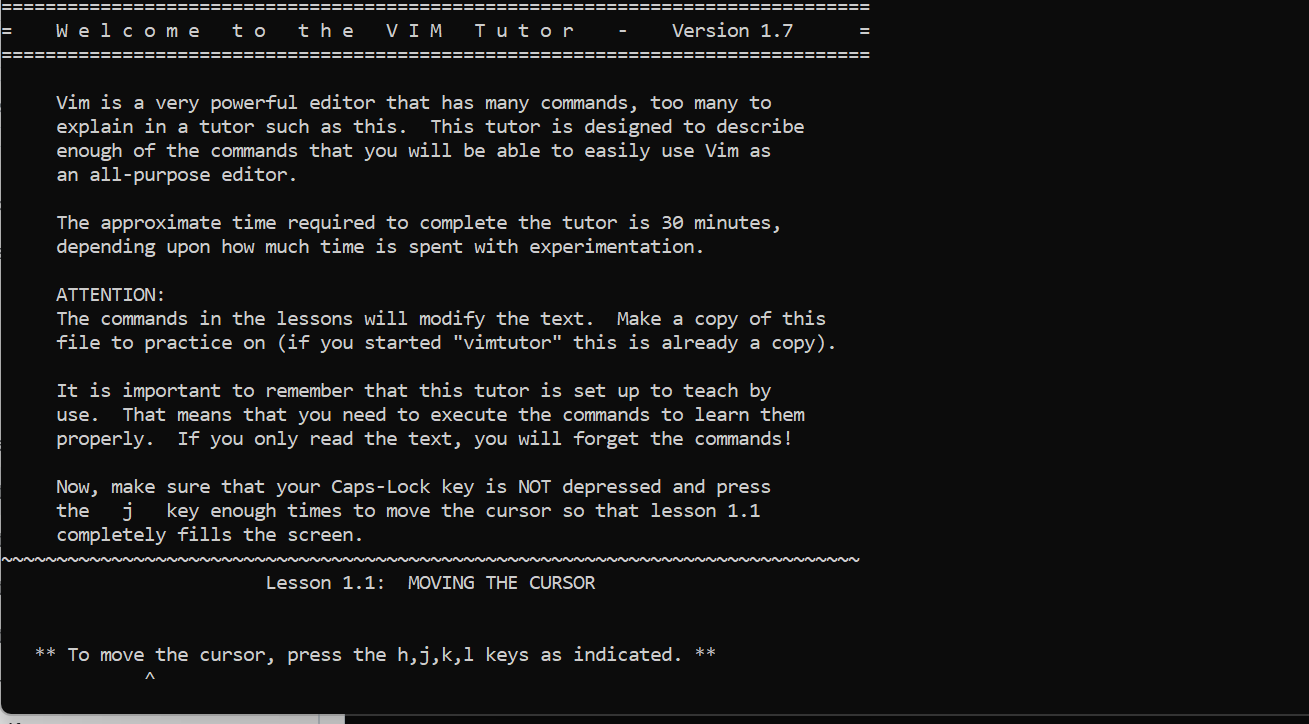 ===============================================================================
=    W e l c o m e   t o   t h e   V I M   T u t o r    -    Version 1.7      =
===============================================================================
     Vim is a very powerful editor that has many commands, too many to
     explain in a tutor such as this.  This tutor is designed to describe
     enough of the commands that you will be able to easily use Vim as
     an all-purpose editor.
     The approximate time required to complete the tutor is 30 minutes,
     depending upon how much time is spent with experimentation.
     ATTENTION:
     The commands in the lessons will modify the text.  Make a copy of this
     file to practice on (if you started "vimtutor" this is already a copy).
     It is important to remember that this tutor is set up to teach by
     use.  That means that you need to execute the commands to learn them
     properly.  If you only read the text, you will forget the commands!
     Now, make sure that your Caps-Lock key is NOT depressed and press
     the   j   key enough times to move the cursor so that lesson 1.1
     completely fills the screen.
~~~~~~~~~~~~~~~~~~~~~~~~~~~~~~~~~~~~~~~~~~~~~~~~~~~~~~~~~~~~~~~~~~~~~~~~~~~~~~
                        Lesson 1.1:  MOVING THE CURSOR
   ** To move the cursor, press the h,j,k,l keys as indicated. **
             ^